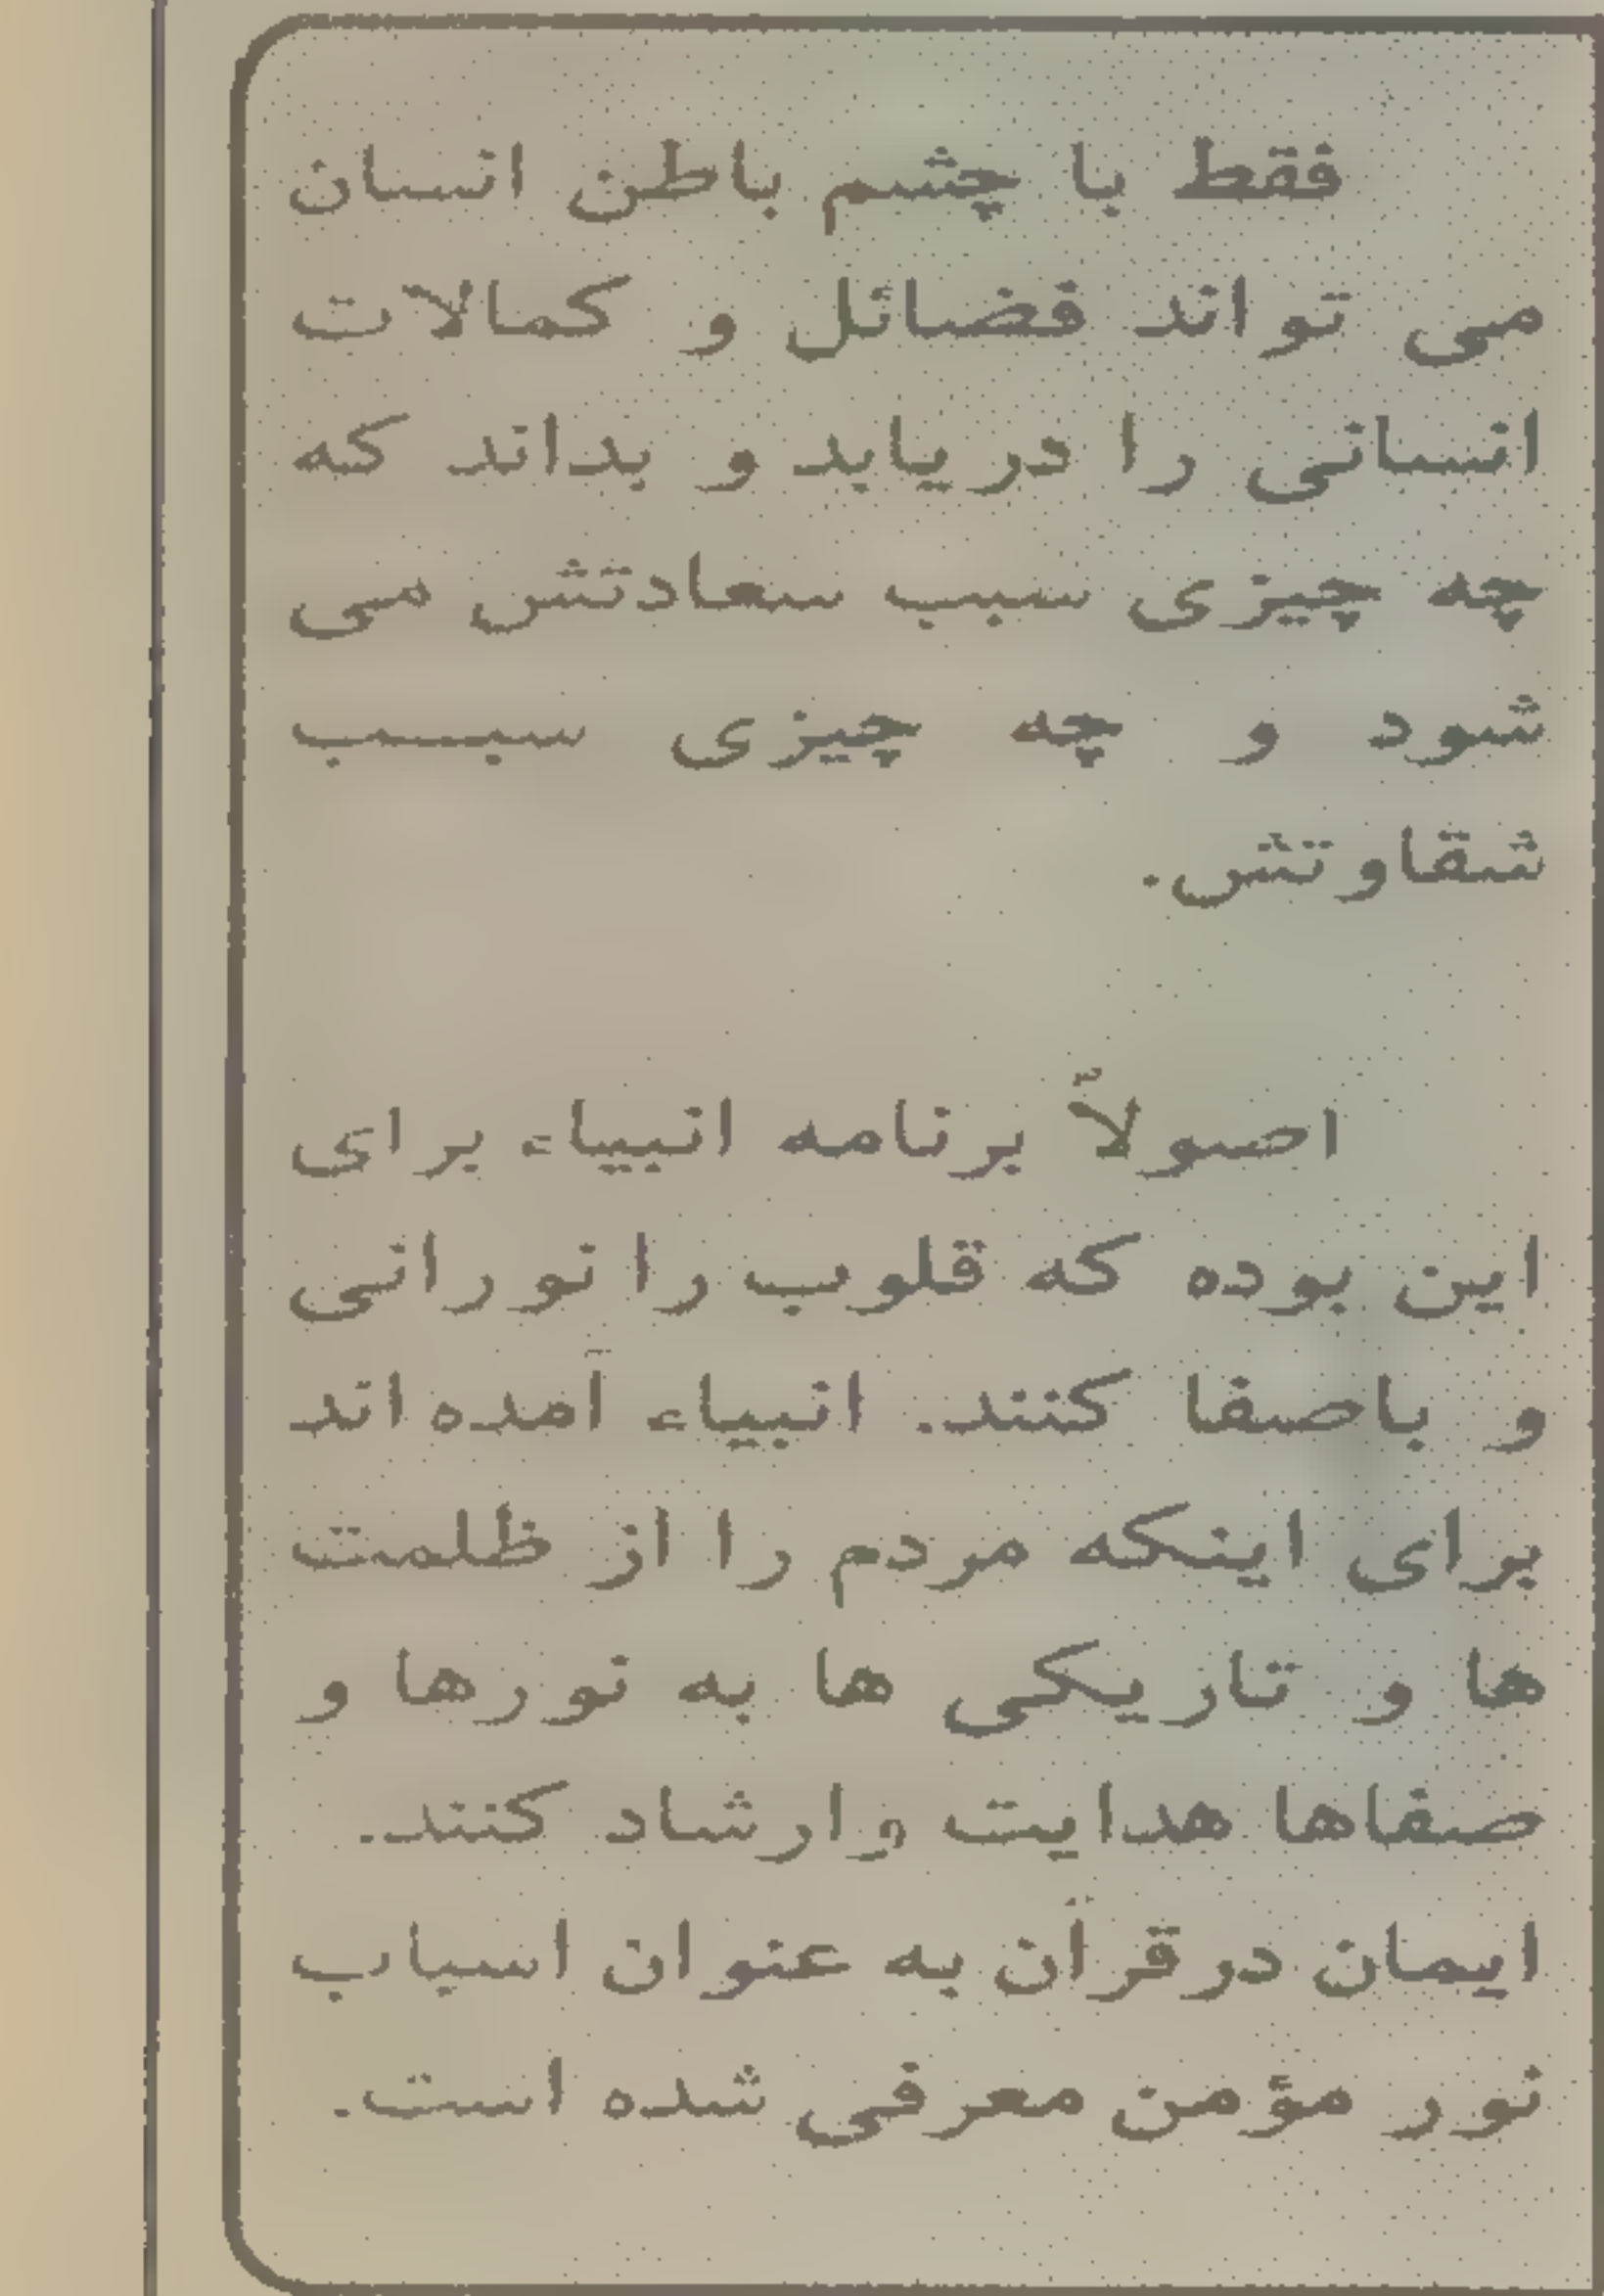 فقط با چشم باطن انسان
می تواند فضائل و کمالات
انسانی را دریابد و بداند که
چه چیزی سبب سعادتش می
شود و چه چیزی سبب
شقاوتش.
اصولاً برنامه انبیاء برای
این بوده که قلوب را نورانی
و باصفا کنند. انبیاء آمده اند
برای اینکه مردم را از ظلمت
ها و تاریکی ها به نورها و
صفاها هدایت وارشاد کنند.
ایمان درقرآن به عنوان اسباب
نور مؤمن معرفی شده است.